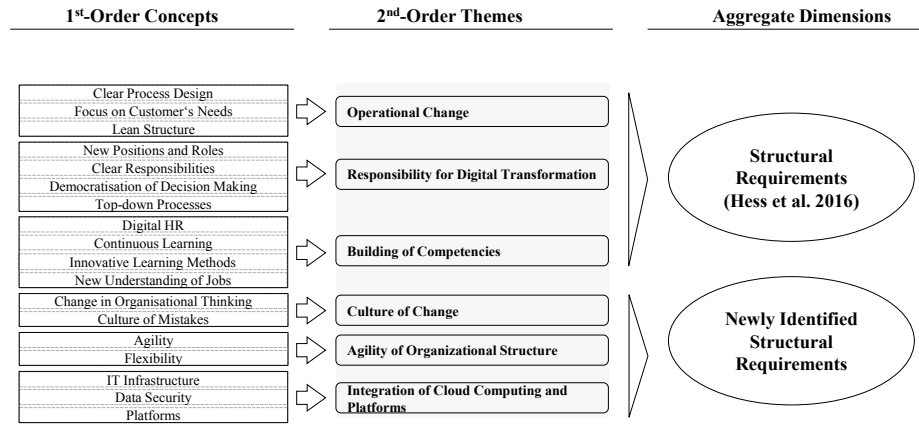 1st-Order Concepts
2nd-Order Themes
Aggregate Dimensions
Clear Process Design
Focus on Customer‘s Needs
Lean Structure
Operational Change
New Positions and Roles
Clear Responsibilities
Democratisation of Decision Making
Top-down Processes
Responsibility for Digital Transformation
Digital HR
Continuous Learning
Innovative Learning Methods
New Understanding of Jobs
Building of Competencies
Structural
Requirements
(Hess et al. 2016)
Change in Organisational Thinking
Culture of Mistakes
Culture of Change
Agility
Flexibility
Agility of Organizational Structure
IT Infrastructure
Data Security
Platforms
Integration of Cloud Computing and
Platforms
Newly Identified
Structural
Requirements